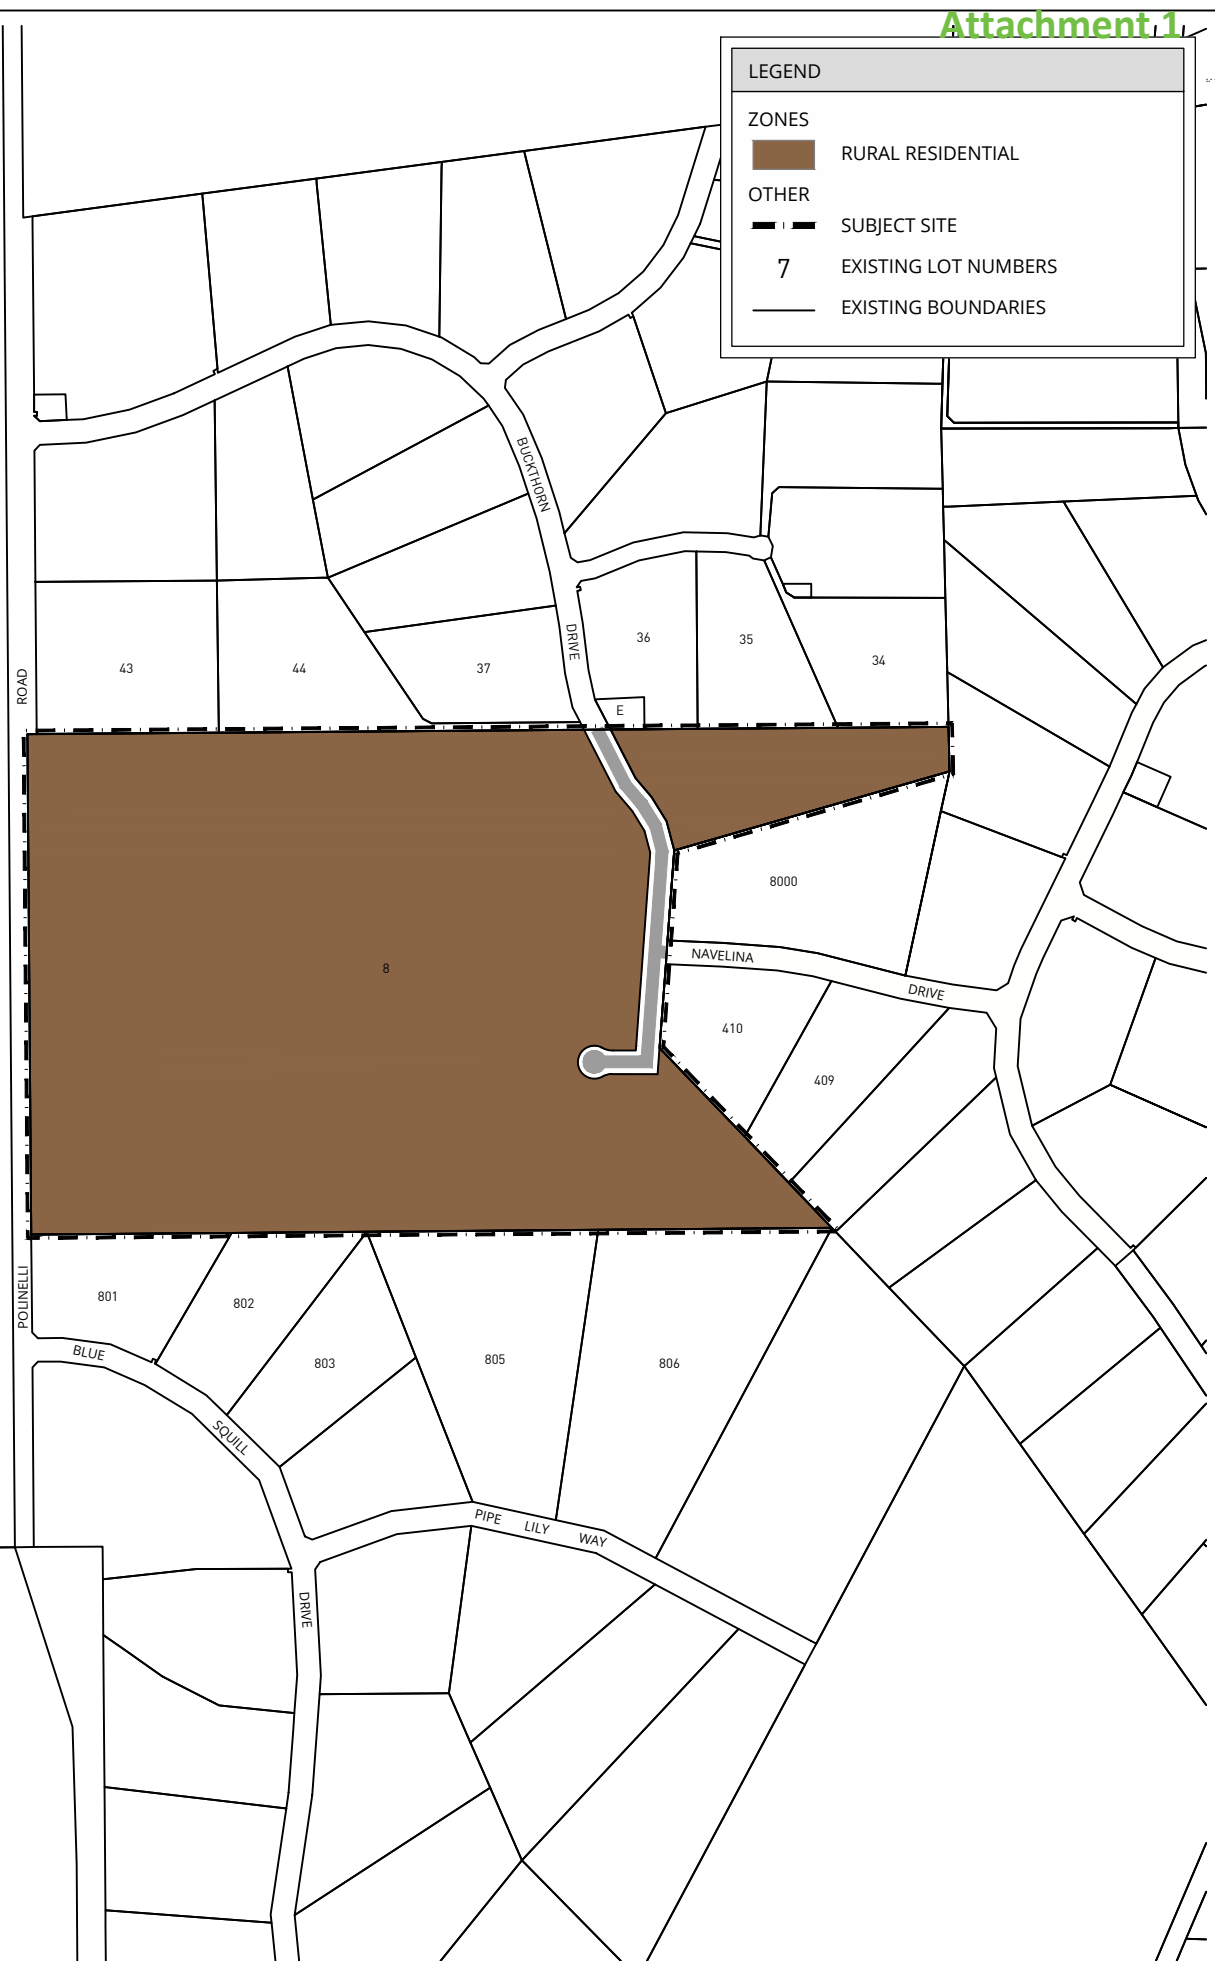 Attachment 1
LEGEND
ZONES
RURAL RESIDENTIAL
OTHER
SUBJECT SITE
7 EXISTING LOT NUMBERS
EXISTING BOUNDARIES
BUCKTHORN
DRIVE
36
35
34
43
44
37
ROAD
E
8000
NAVELINA
DRIVE
8
410
409
POLINELLI
801
802
803
805
806
BLUE
SQUILL
DRIVE
PIPE LILY WAY